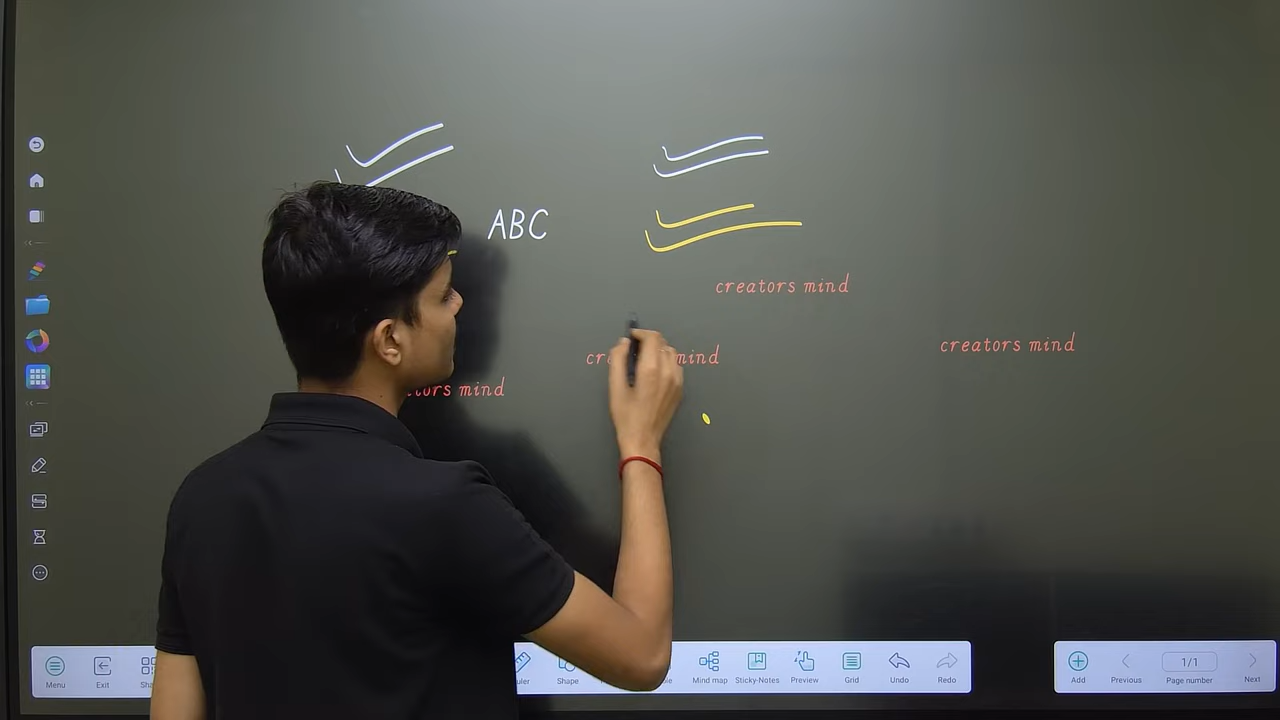 ABC
creators mind
creators mind
mind
mind
Menu
Exit
Shape
Mind map
Sticky-Notes
Preview
Grid
Undo
Redo
Add
Previous
1/1
Page number
Next